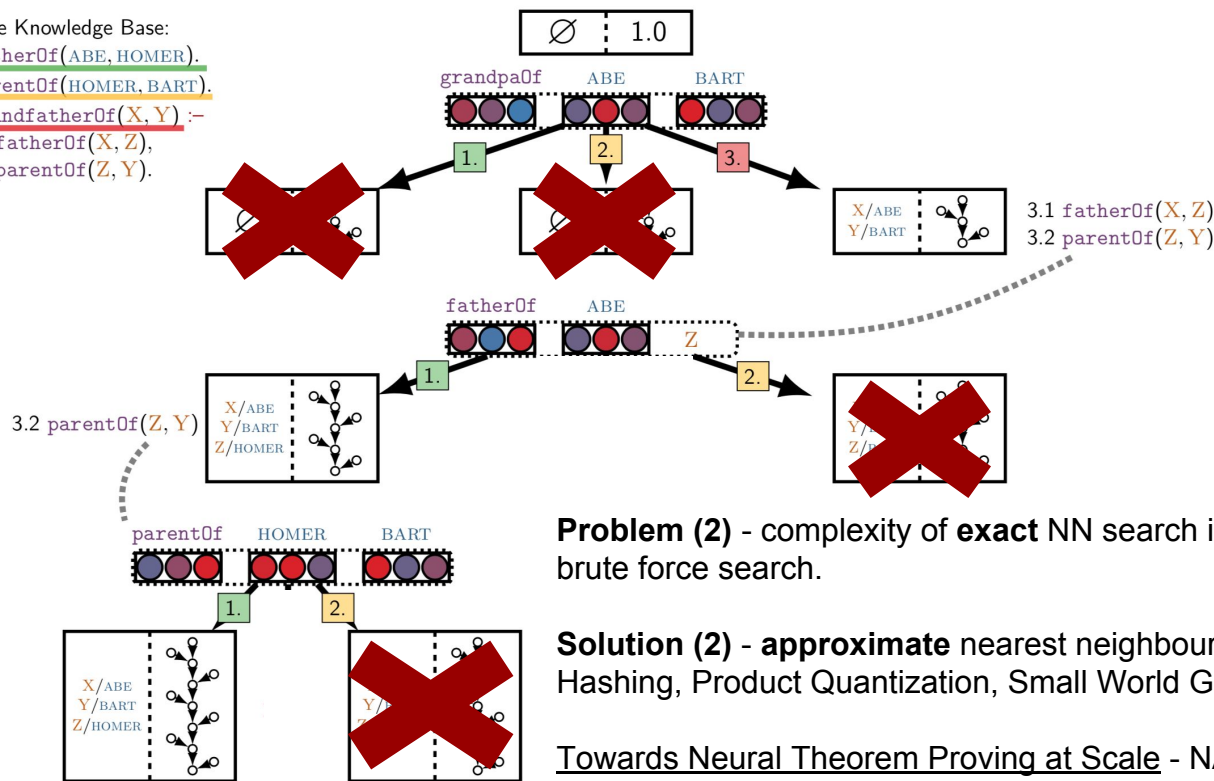 e Knowledge Base:
herOf(ABE, HOMER).
rentOf(HOMER, BART).
ndfatherOf(X, Y) :–
fatherOf(X, Z),
parentOf(Z, Y).
∅ 1.0
grandpaOf ABE BART
1. 2. 3.
X/ABE
Y/BART
3.1 fatherOf(X, Z)
3.2 parentOf(Z, Y)
fatherOf ABE
Z
1. 2.
3.2 parentOf(Z, Y)
X/ABE
Y/BART
Z/HOMER
Y/
Z/
parentOf HOMER BART
1. 2.
X/ABE
Y/BART
Z/HOMER
Y/
Problem (2) - complexity of exact NN search i
brute force search.
Solution (2) - approximate nearest neighbour
Hashing, Product Quantization, Small World G
Towards Neural Theorem Proving at Scale - NA